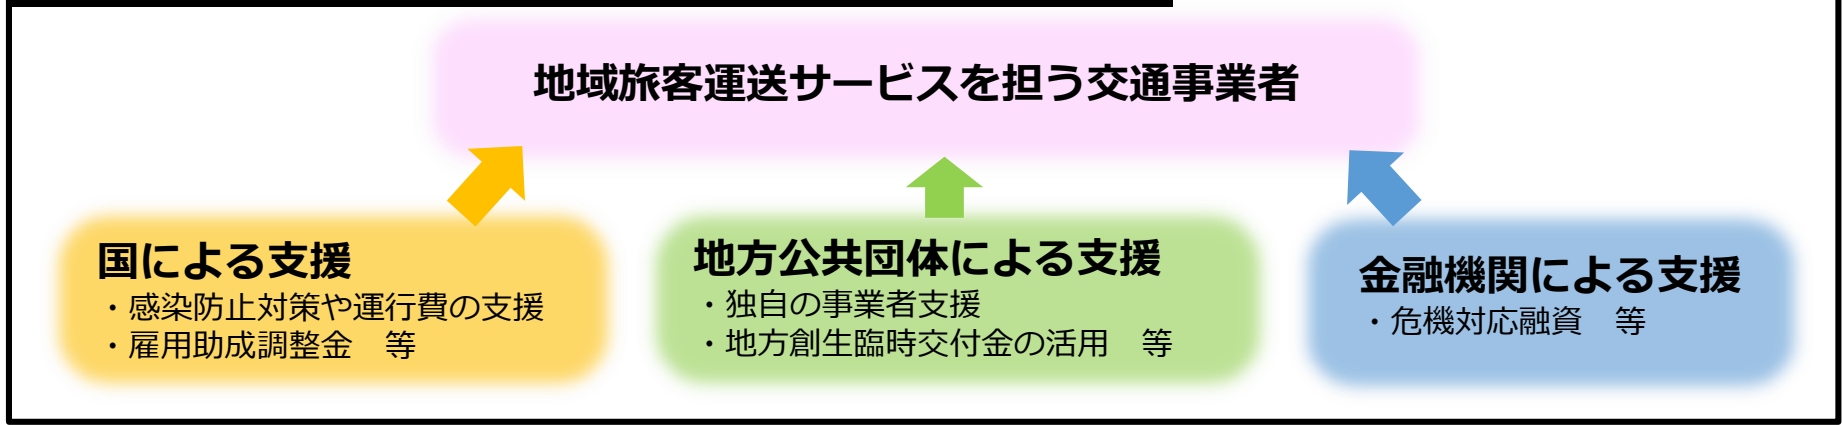 地域旅客運送サービスを担う交通事業者
国による支援
・感染防止対策や運行費の支援
・雇用助成調整金　等
地方公共団体による支援
・独自の事業者支援
・地方創生臨時交付金の活用　等
金融機関による支援
・危機対応融資　等